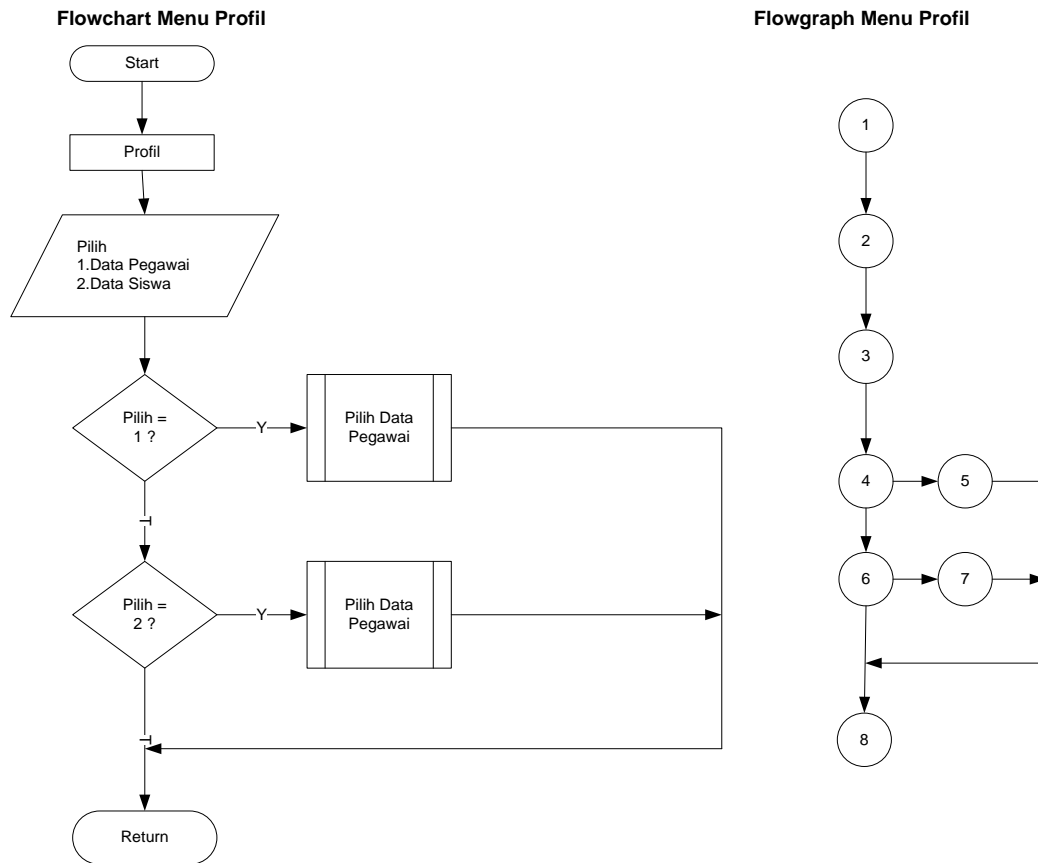 Flowchart Menu Profil
Start
Profil
Pilih
1.Data Pegawai
2.Data Siswa
Pilih =
1 ?
Y
Pilih Data
Pegawai
T
Pilih =
2 ?
Y
Pilih Data
Pegawai
T
Return
Flowgraph Menu Profil
1
2
3
4
5
6
7
8